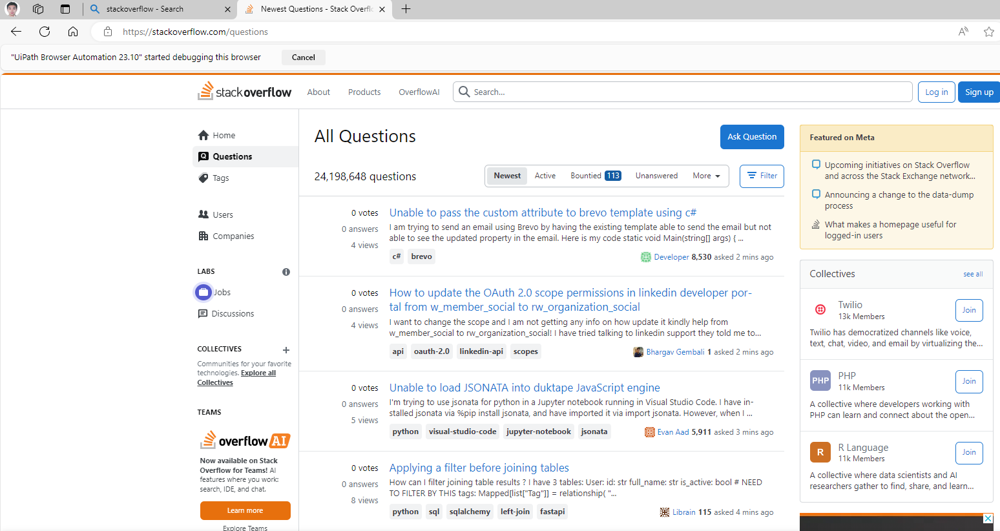 stackoverflow - Search
Newest Questions - Stack Overfl
https://stackoverflow.com/questions
"UiPath Browser Automation 23.10" started debugging this browser
Cancel
stackoverflow
About
Products
OverflowAI
Search...
Log in
Sign up
Home
Questions
Tags
Users
Companies
LABS
Jobs
Discussions
COLLECTIVES
Communities for your favorite
technologies. Explore all
Collectives
TEAMS
overflowAI
Now available on Stack
Overflow for Teams! AI
features where you work:
search, IDE, and chat.
Learn more
Explore Teams
All Questions
Ask Question
24,198,648 questions
Newest
Active
Bountied 113
Unanswered
More
Filter
0 votes
0 answers
4 views
Unable to pass the custom attribute to brevo template using c#
I am trying to send an email using Brevo by having the existing template able to send the email but not
able to see the updated property in the email. Here is my code static void Main(string[] args) { ...
c# brevo
Developer 8,530 asked 2 mins ago
0 votes
0 answers
4 views
How to update the OAuth 2.0 scope permissions in linkedin developer por-
tal from w_member_social to rw_organization_social
I want to change the scope and I am not getting any info on how update it kindly help from
w_member_social to rw_organization_social! I have tried talking to linkedin support they told me to...
api oauth-2.0 linkedin-api scopes
Bhargav Gembali 1 asked 2 mins ago
0 votes
0 answers
5 views
Unable to load JSONATA into duktape JavaScript engine
I'm trying to use jsonata for python in a Jupyter notebook running in Visual Studio Code. I have in-
stalled jsonata via %pip install jsonata, and have imported it via import jsonata. However, when I ...
python visual-studio-code jupyter-notebook jsonata
Evan Aad 5,911 asked 3 mins ago
0 votes
0 answers
8 views
Applying a filter before joining tables
How can I filter joining table results ? I have 3 tables: User: id: str full_name: str is_active: bool # NEED
TO FILTER BY THIS tags: Mapped[list["Tag"]] = relationship( "...
python sql sqlalchemy left-join fastapi
Librain 115 asked 4 mins ago
Featured on Meta
Upcoming initiatives on Stack Overflow
and across the Stack Exchange network...
Announcing a change to the data-dump
process
What makes a homepage useful for
logged-in users
Collectives
see all
Twilio
13k Members
Join
Twilio has democratized channels like voice,
text, chat, video, and email by virtualizing the...
PHP
PHP
11k Members
Join
A collective where developers working with
PHP can learn and connect about the open...
R
R Language
11k Members
Join
A collective where data scientists and AI
researchers gather to find, share, and learn...